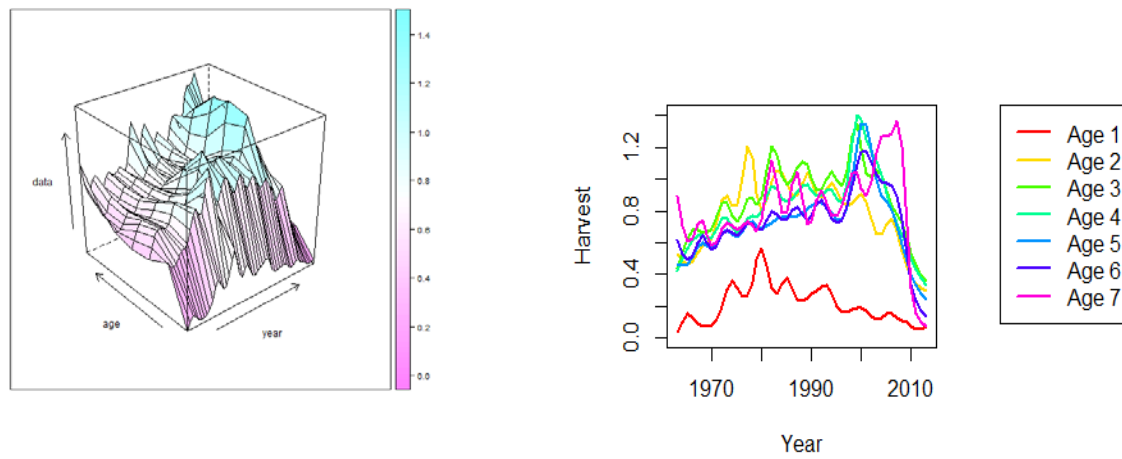 1.4
1.2
1.0
0.8
0.6
0.4
0.2
0.0
data
age
year
Harvest
0.0 0.4 0.8 1.2
1970 1990 2010
Year
Age 1
Age 2
Age 3
Age 4
Age 5
Age 6
Age 7